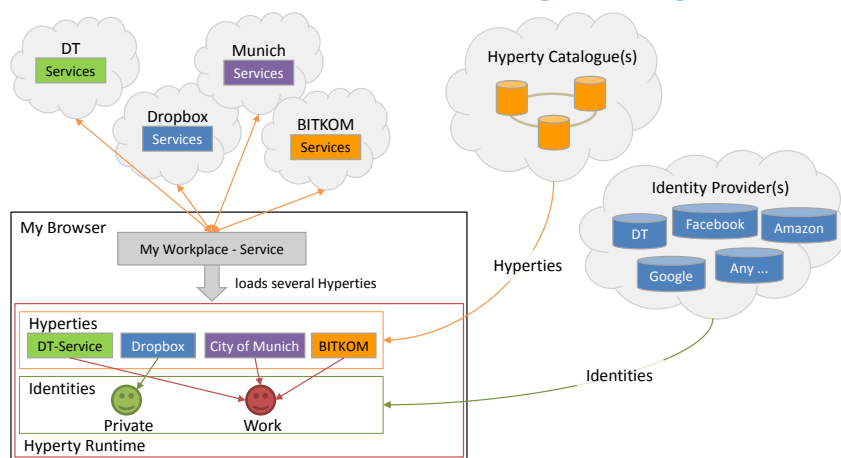 DT
Services
Munich
Services
Dropbox
Services
BITKOM
Services
Hyperty Catalogue(s)
Identity Provider(s)
DT
Facebook
Amazon
Google
Any ...
My Browser
My Workplace - Service
loads several Hyperties
Hyperties
Hyperties
DT-Service
Dropbox
City of Munich
BITKOM
Identities
Identities
Private
Work
Hyperty Runtime